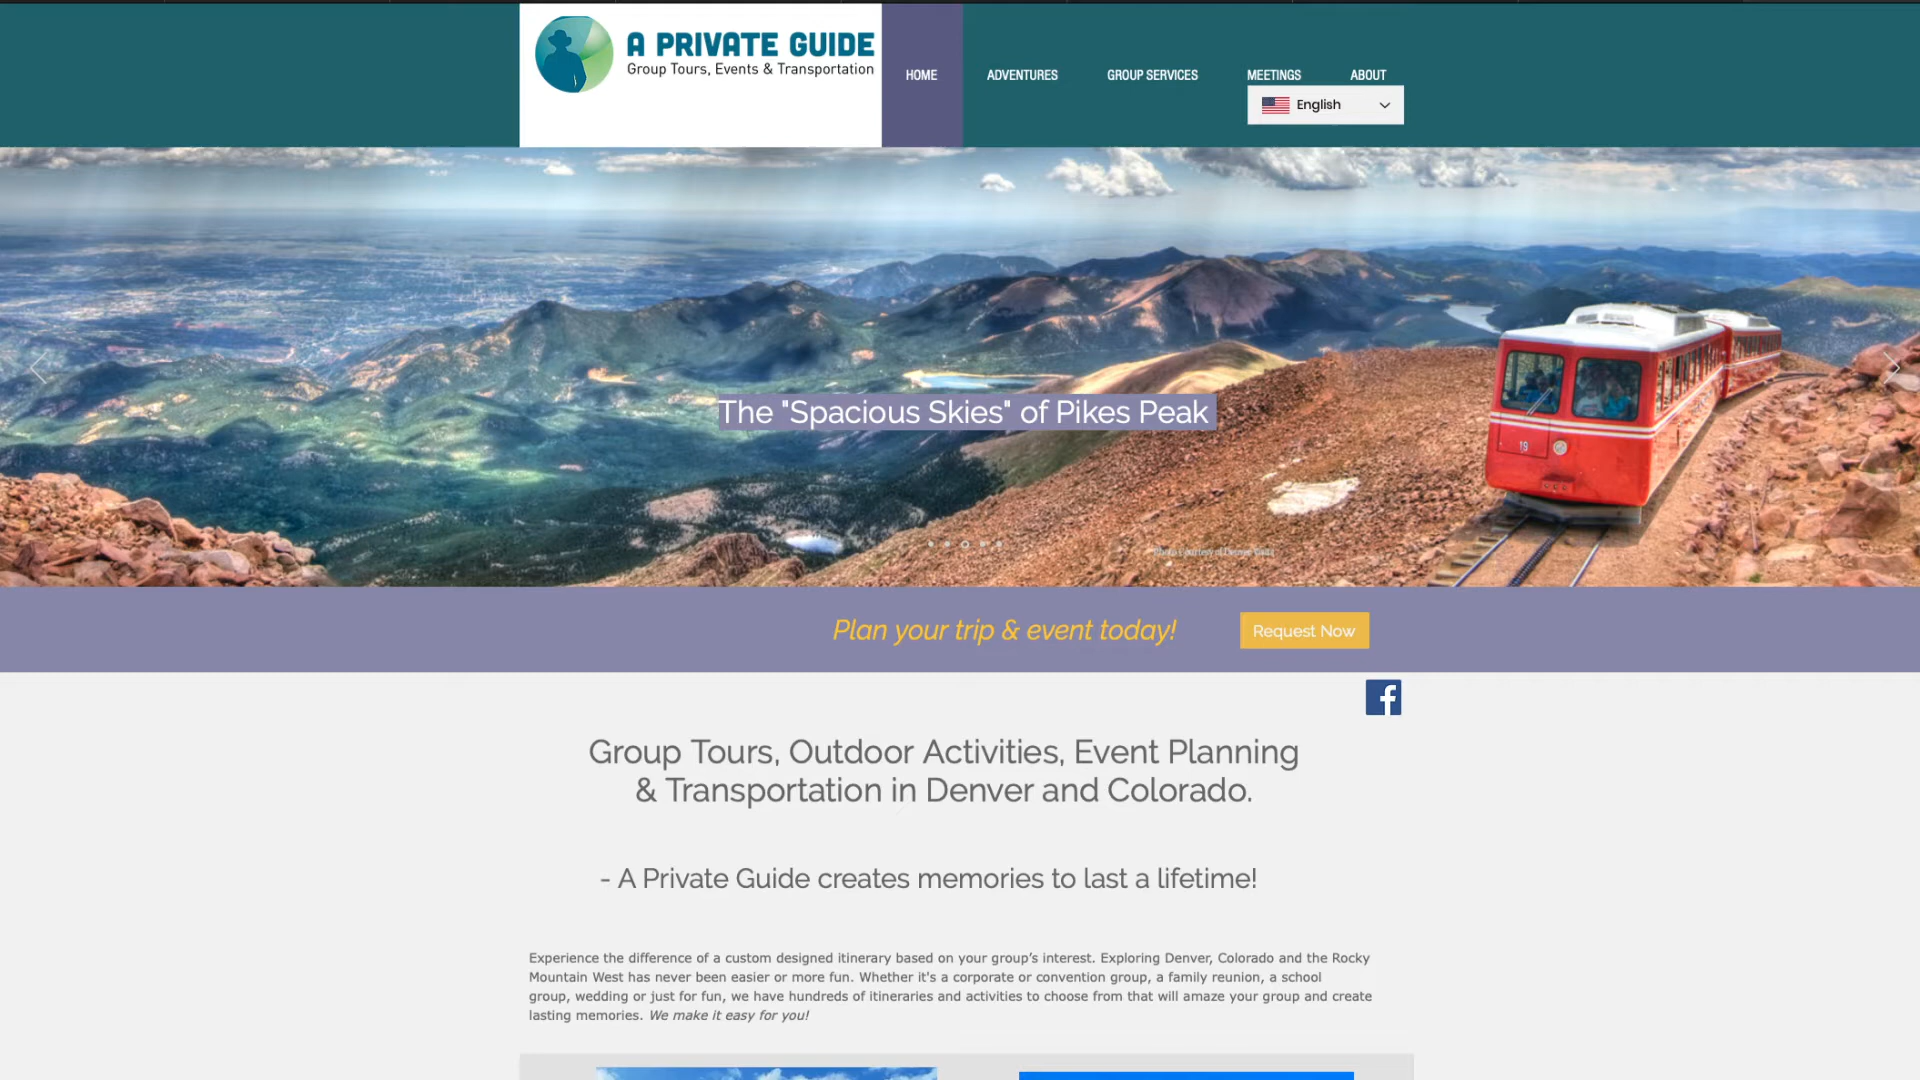 A PRIVATE GUIDE
Group Tours, Events & Transportation
HOME
ADVENTURES
GROUP SERVICES
MEETINGS
ABOUT
English
The "Spacious Skies" of Pikes Peak
19
Photo Courtesy of Denver
Plan your trip & event today!
Request Now
f
Group Tours, Outdoor Activities, Event Planning
& Transportation in Denver and Colorado.
- A Private Guide creates memories to last a lifetime!
Experience the difference of a custom designed itinerary based on your group’s interest. Exploring Denver, Colorado and the Rocky
Mountain West has never been easier or more fun. Whether it's a corporate or convention group, a family reunion, a school
group, wedding or just for fun, we have hundreds of itineraries and activities to choose from that will amaze your group and create
lasting memories. We make it easy for you!